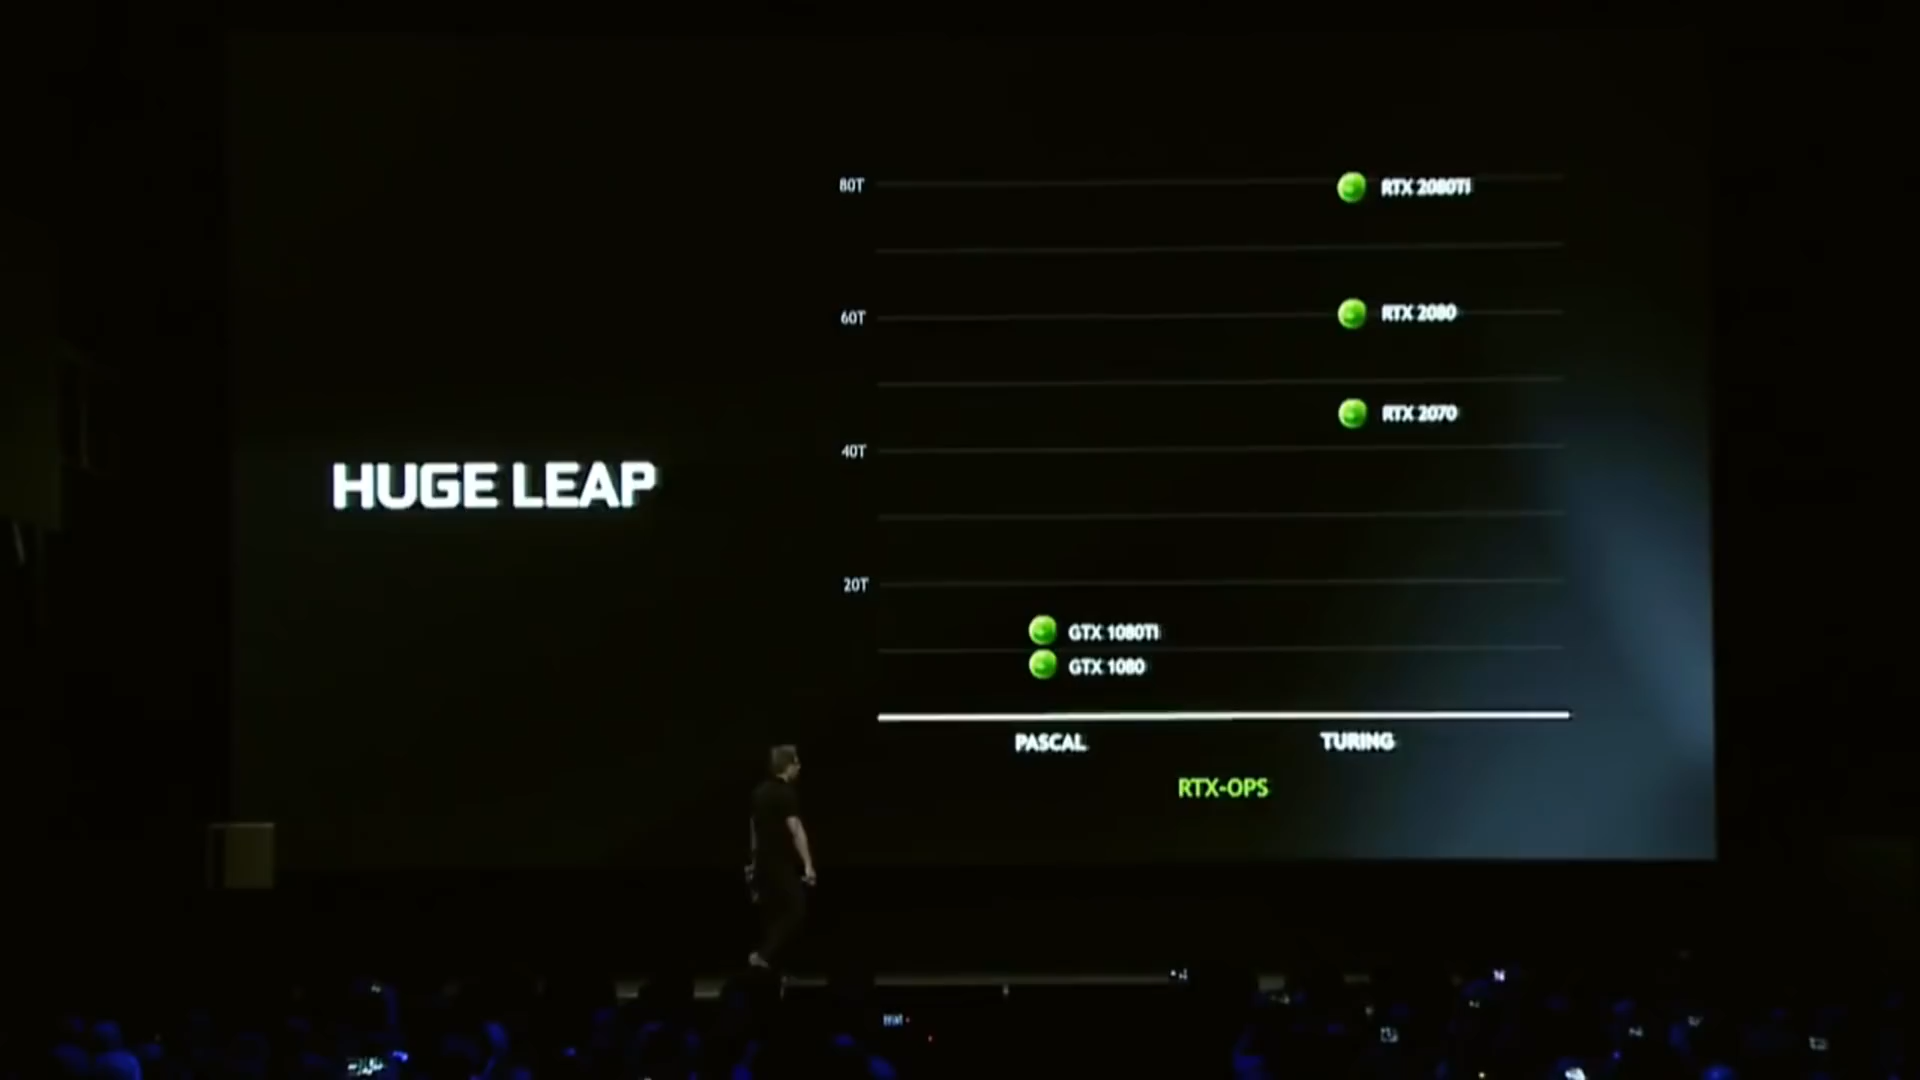 HUGE LEAP
80T
60T
40T
20T
RTX 2080TI
RTX 2080
RTX 2070
GTX 1080TI
GTX 1080
PASCAL
TURING
RTX-OPS